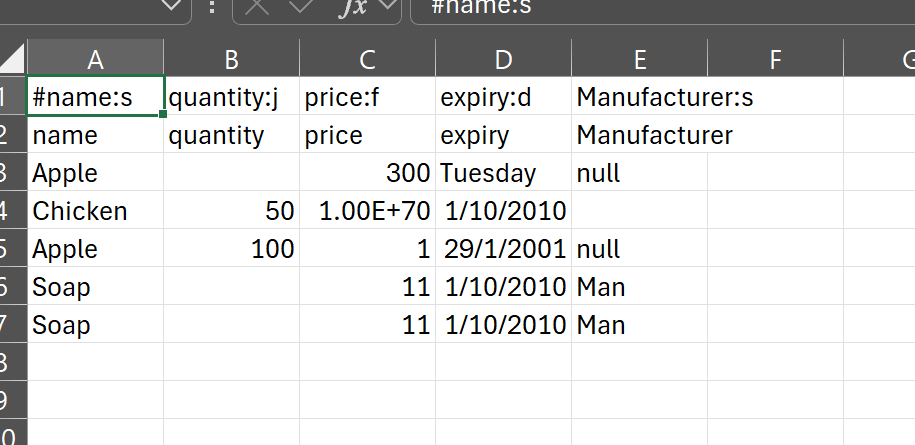 fx #name:s
A B C D E F G
1 #name:s quantity:j price:f expiry:d Manufacturer:s
2 name quantity price expiry Manufacturer
3 Apple 300 Tuesday null
4 Chicken 50 1.00E+70 1/10/2010
5 Apple 100 1 29/1/2001 null
6 Soap 11 1/10/2010 Man
7 Soap 11 1/10/2010 Man
8
9
0